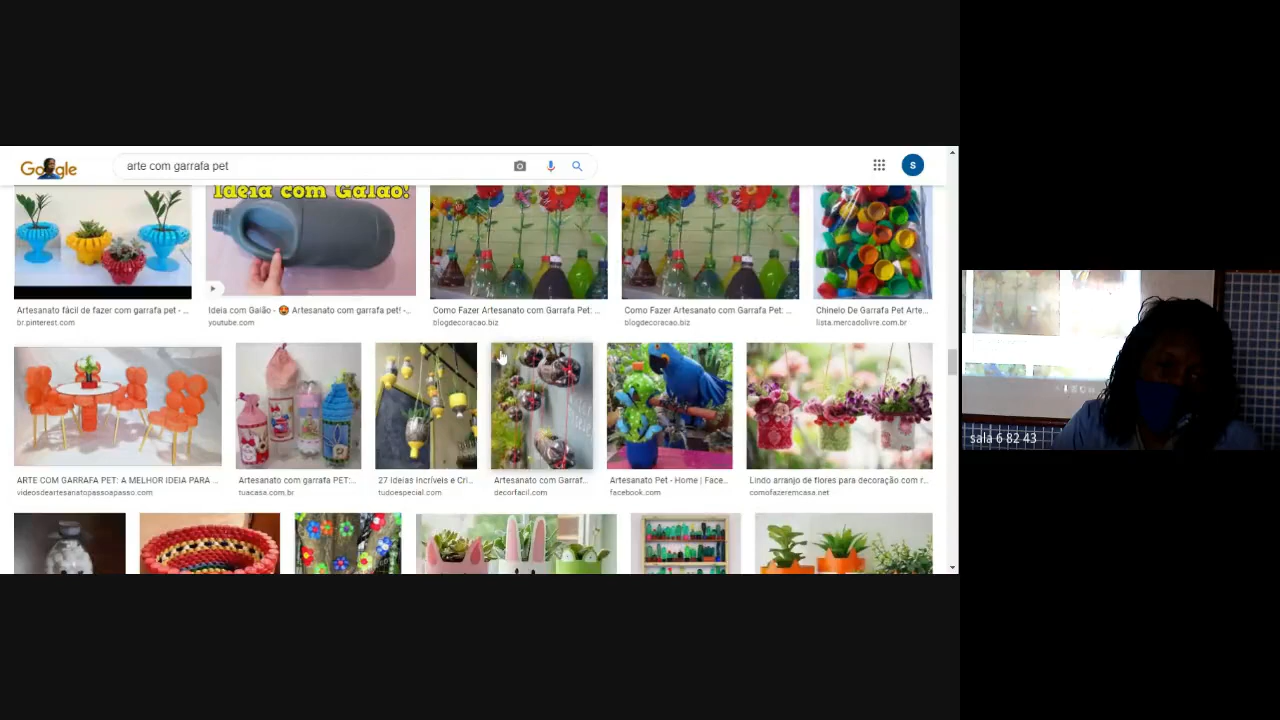 Google
arte com garrafa pet
S
Ideia com Galão!
Artesanato fácil de fazer com garrafa pet - ...
br.pinterest.com
Ideia com Galão - 😍 Artesanato com garrafa pet! -...
youtube.com
Como Fazer Artesanato com Garrafa Pet: ...
blogdecoracao.biz
Como Fazer Artesanato com Garrafa Pet. ...
blogdecoracao.biz
Chinelo De Garrafa Pet Arte...
lista.mercadolivre.com.br
ARTE COM GARRAFA PET: A MELHOR IDEIA PARA ...
videosdeartesanatopassoapasso.com
Artesanato com garrafa PET:...
tuacasa.com.br
27 ideias incríveis e Cri...
tudoespecial.com
Artesanato com Garraf...
decorfacil.com
Artesanato Pet - Home | Face...
facebook.com
Lindo arranjo de flores para decoração com r...
comofazeremcasa.net
sala 6 82 43